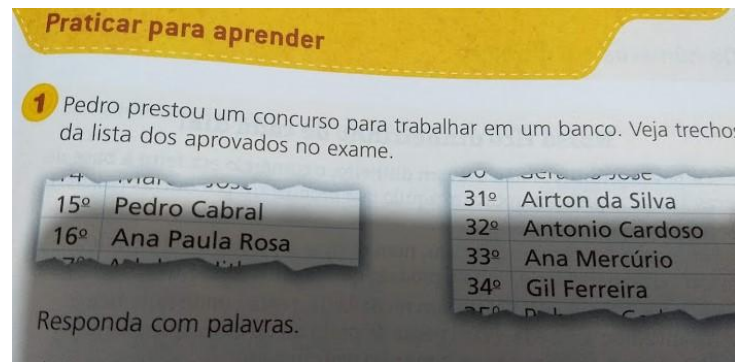 Praticar para aprender
1 Pedro prestou um concurso para trabalhar em um banco. Veja trechos
da lista dos aprovados no exame.
15º Pedro Cabral
16º Ana Paula Rosa
31º Airton da Silva
32º Antonio Cardoso
33º Ana Mercúrio
34º Gil Ferreira
Responda com palavras.